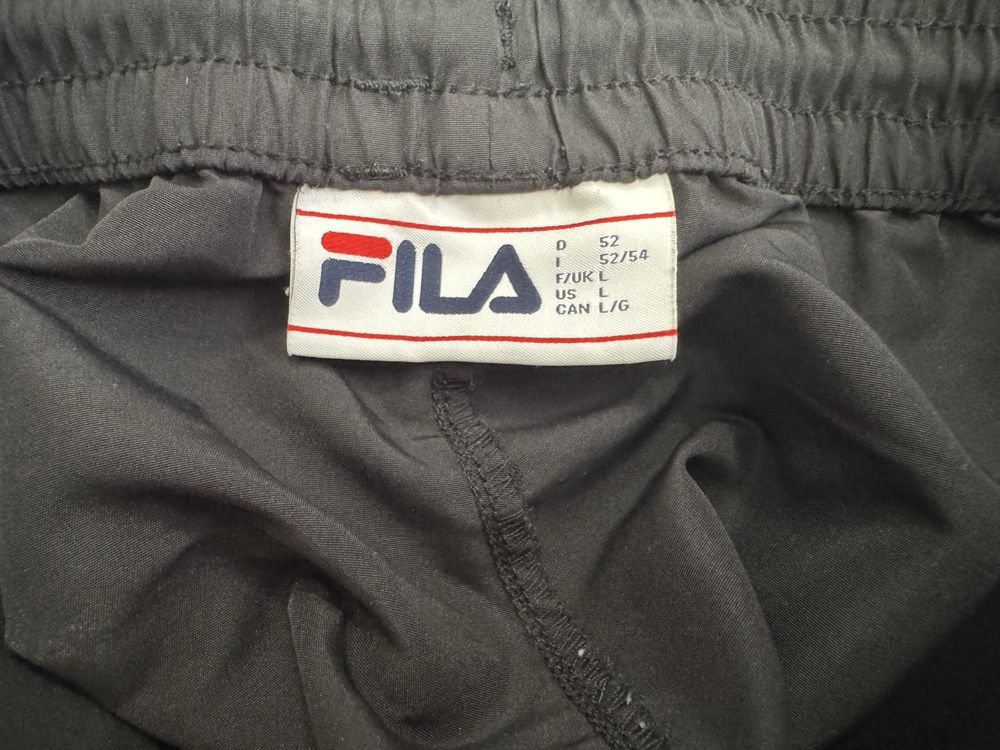 FILA
D 52
I 52/54
F/UK L
US L
CAN L/G